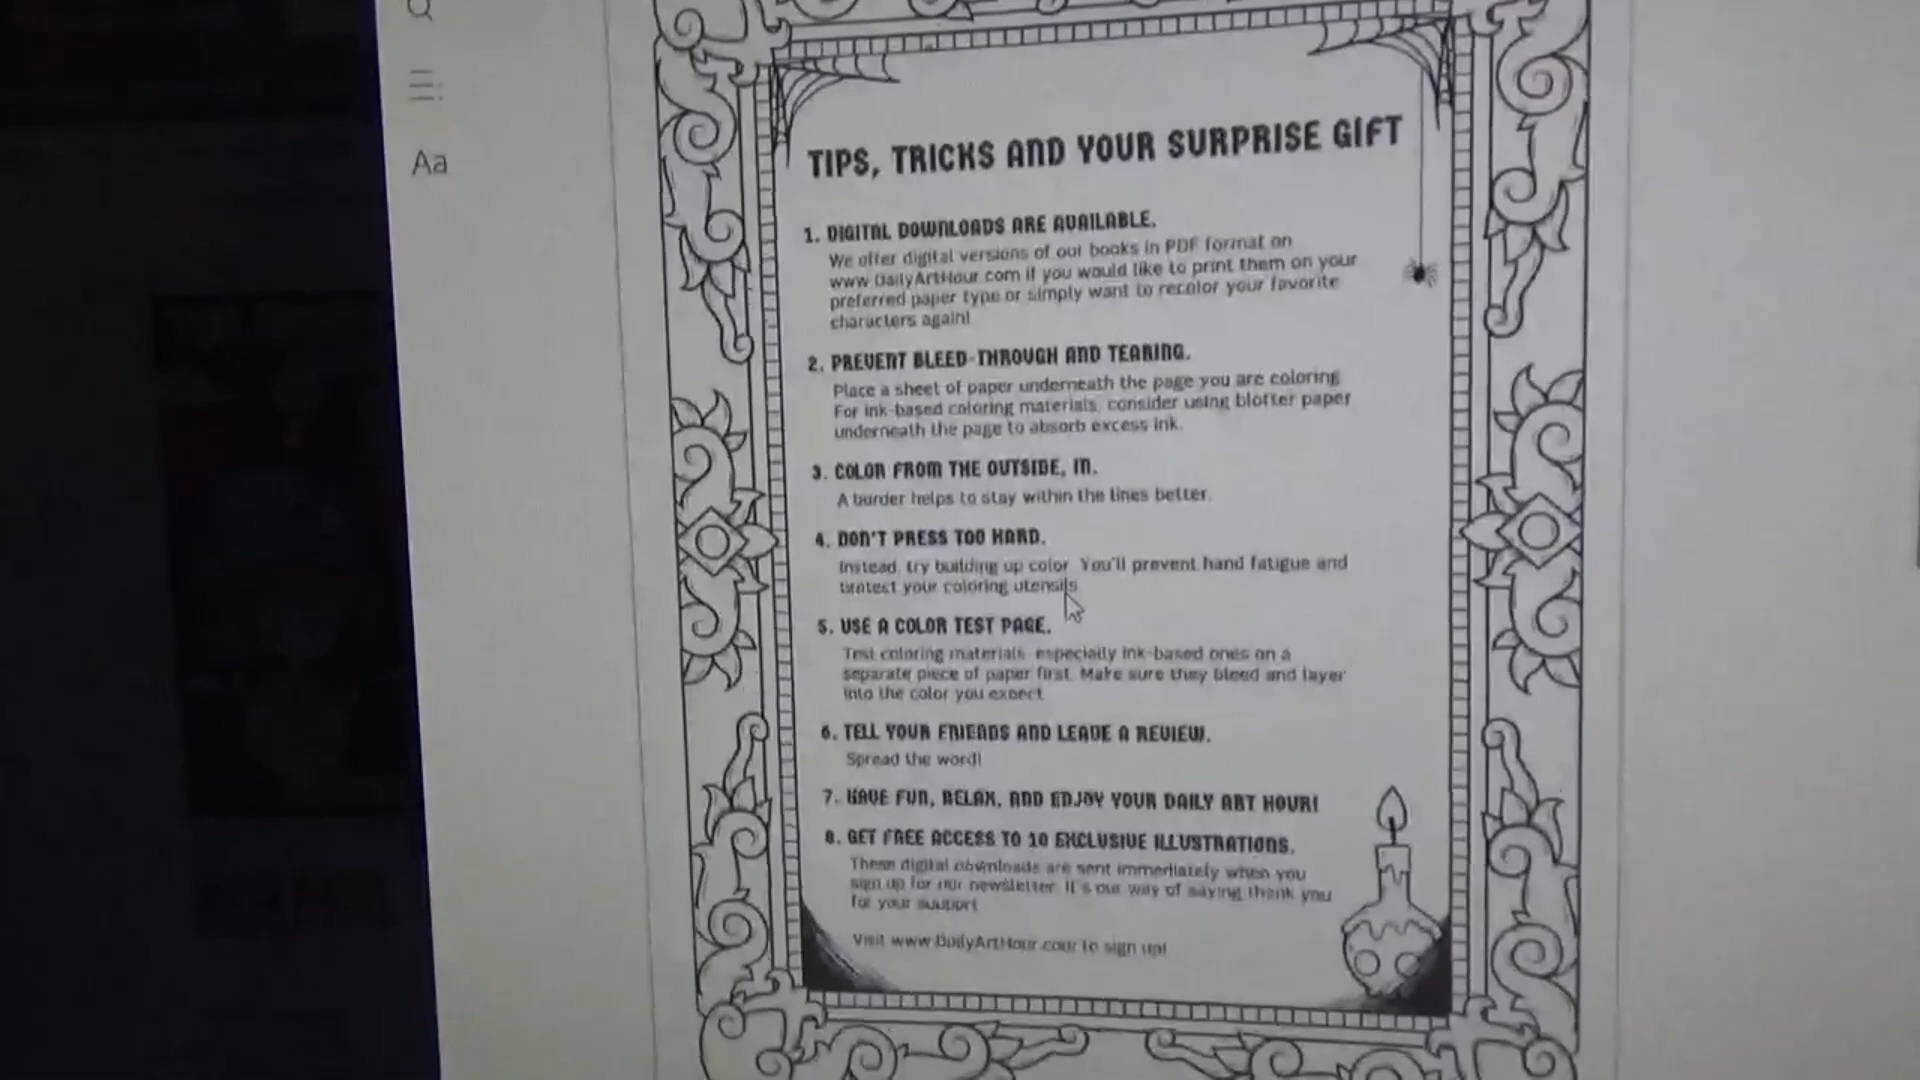 Aa
TIPS, TRICKS AND YOUR SURPRISE GIFT
1. DIGITAL DOWNLOADS ARE AVAILABLE.
We offer digital versions of our books in PDF format on
www.DailyArtHour.com if you would like to print them on your
preferred paper type or simply want to recolor your favorite
characters again!
2. PREVENT BLEED-THROUGH AND TEARING.
Place a sheet of paper underneath the page you are coloring.
For ink-based coloring materials, consider using blotter paper
underneath the page to absorb excess ink.
3. COLOR FROM THE OUTSIDE, IN.
A border helps to stay within the lines better.
4. DON'T PRESS TOO HARD.
Instead, try building up color. You'll prevent hand fatigue and
protect your coloring utensils
5. USE A COLOR TEST PAGE.
Test coloring materials-especially ink-based ones on a
separate piece of paper first. Make sure they bleed and layer
into the color you expect.
6. TELL YOUR FRIENDS AND LEAVE A REVIEW.
Spread the word!
7. HAVE FUN, RELAX, AND ENJOY YOUR DAILY ART HOUR!
8. GET FREE ACCESS TO 10 EXCLUSIVE ILLUSTRATIONS.
These digital downloads are sent immediately when you
sign up for our newsletter. It's our way of saying thank you
for your support.
Visit www.DailyArtHour.com to sign up!